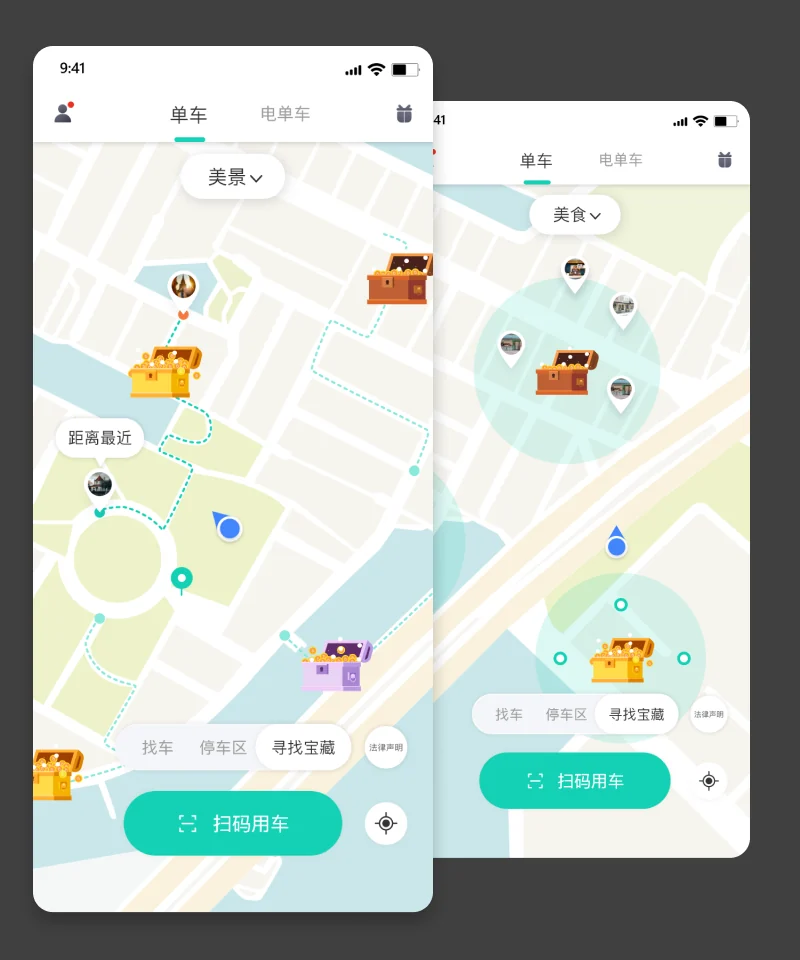 9:41
单车
电单车
美景
距离最近
找车
停车区
寻找宝藏
法律声明
扫码用车
41
单车
电单车
美食
找车
停车区
寻找宝藏
法律声明
扫码用车